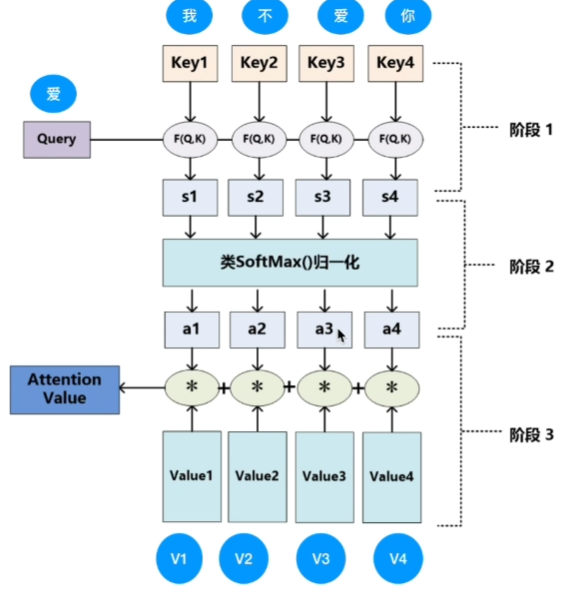 我 不 爱 你
Key1 Key2 Key3 Key4
爱
Query
F(Q,K) F(Q,K) F(Q,K) F(Q,K)
阶段 1
s1 s2 s3 s4
类SoftMax()归一化
阶段 2
a1 a2 a3 a4
Attention
Value
* + * + * + *
阶段 3
Value1 Value2 Value3 Value4
V1 V2 V3 V4